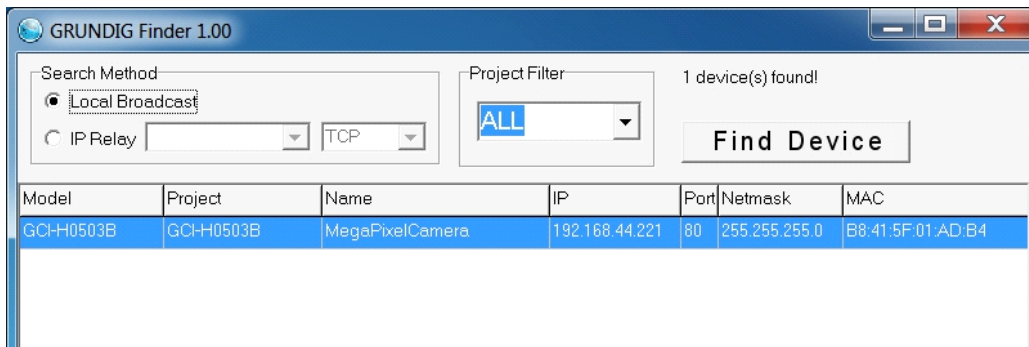 GRUNDIG Finder 1.00
Search Method
Local Broadcast
IP Relay TCP
Project Filter
ALL
1 device(s) found!
Find Device
Model Project Name IP Port Netmask MAC
GCI-H0503B GCI-H0503B MegaPixelCamera 192.168.44.221 80 255.255.255.0 B8:41:5F:01:AD:B4